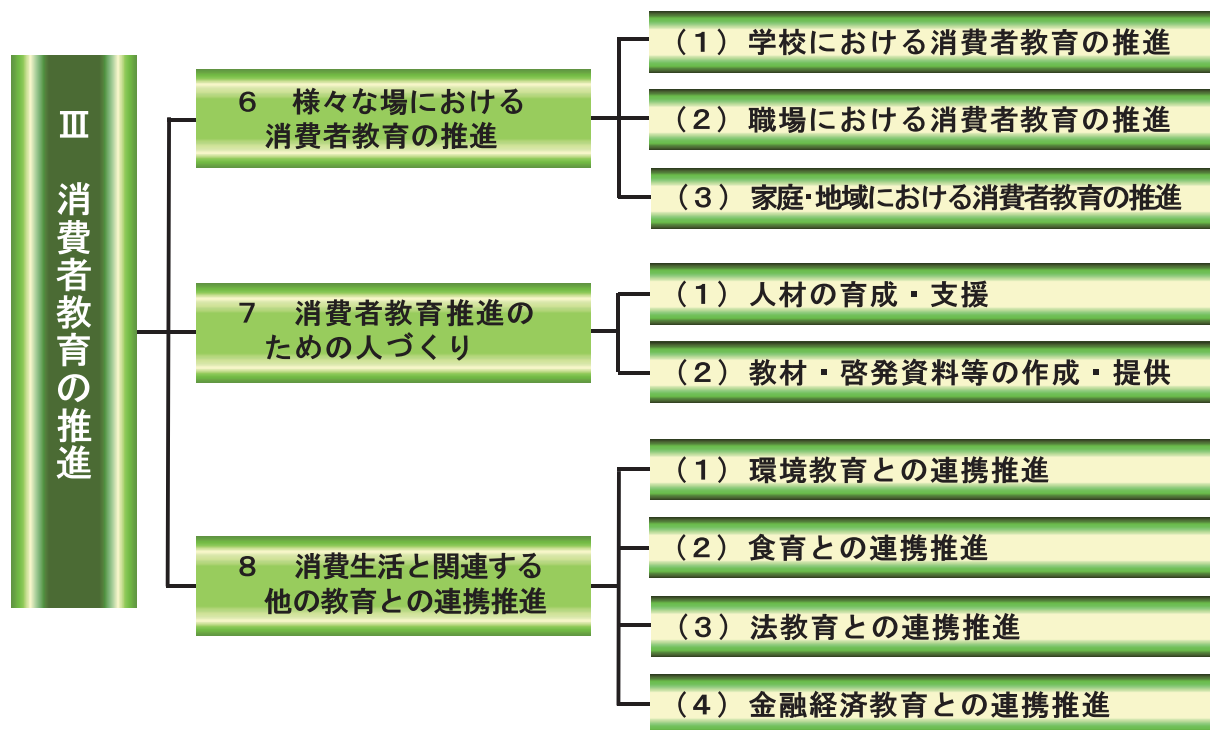 Ⅲ 消費者教育の推進
6 様々な場における
消費者教育の推進
(1)学校における消費者教育の推進
(2)職場における消費者教育の推進
(3)家庭・地域における消費者教育の推進
7 消費者教育推進の
ための人づくり
(1)人材の育成・支援
(2)教材・啓発資料等の作成・提供
8 消費生活と関連する
他の教育との連携推進
(1)環境教育との連携推進
(2)食育との連携推進
(3)法教育との連携推進
(4)金融経済教育との連携推進